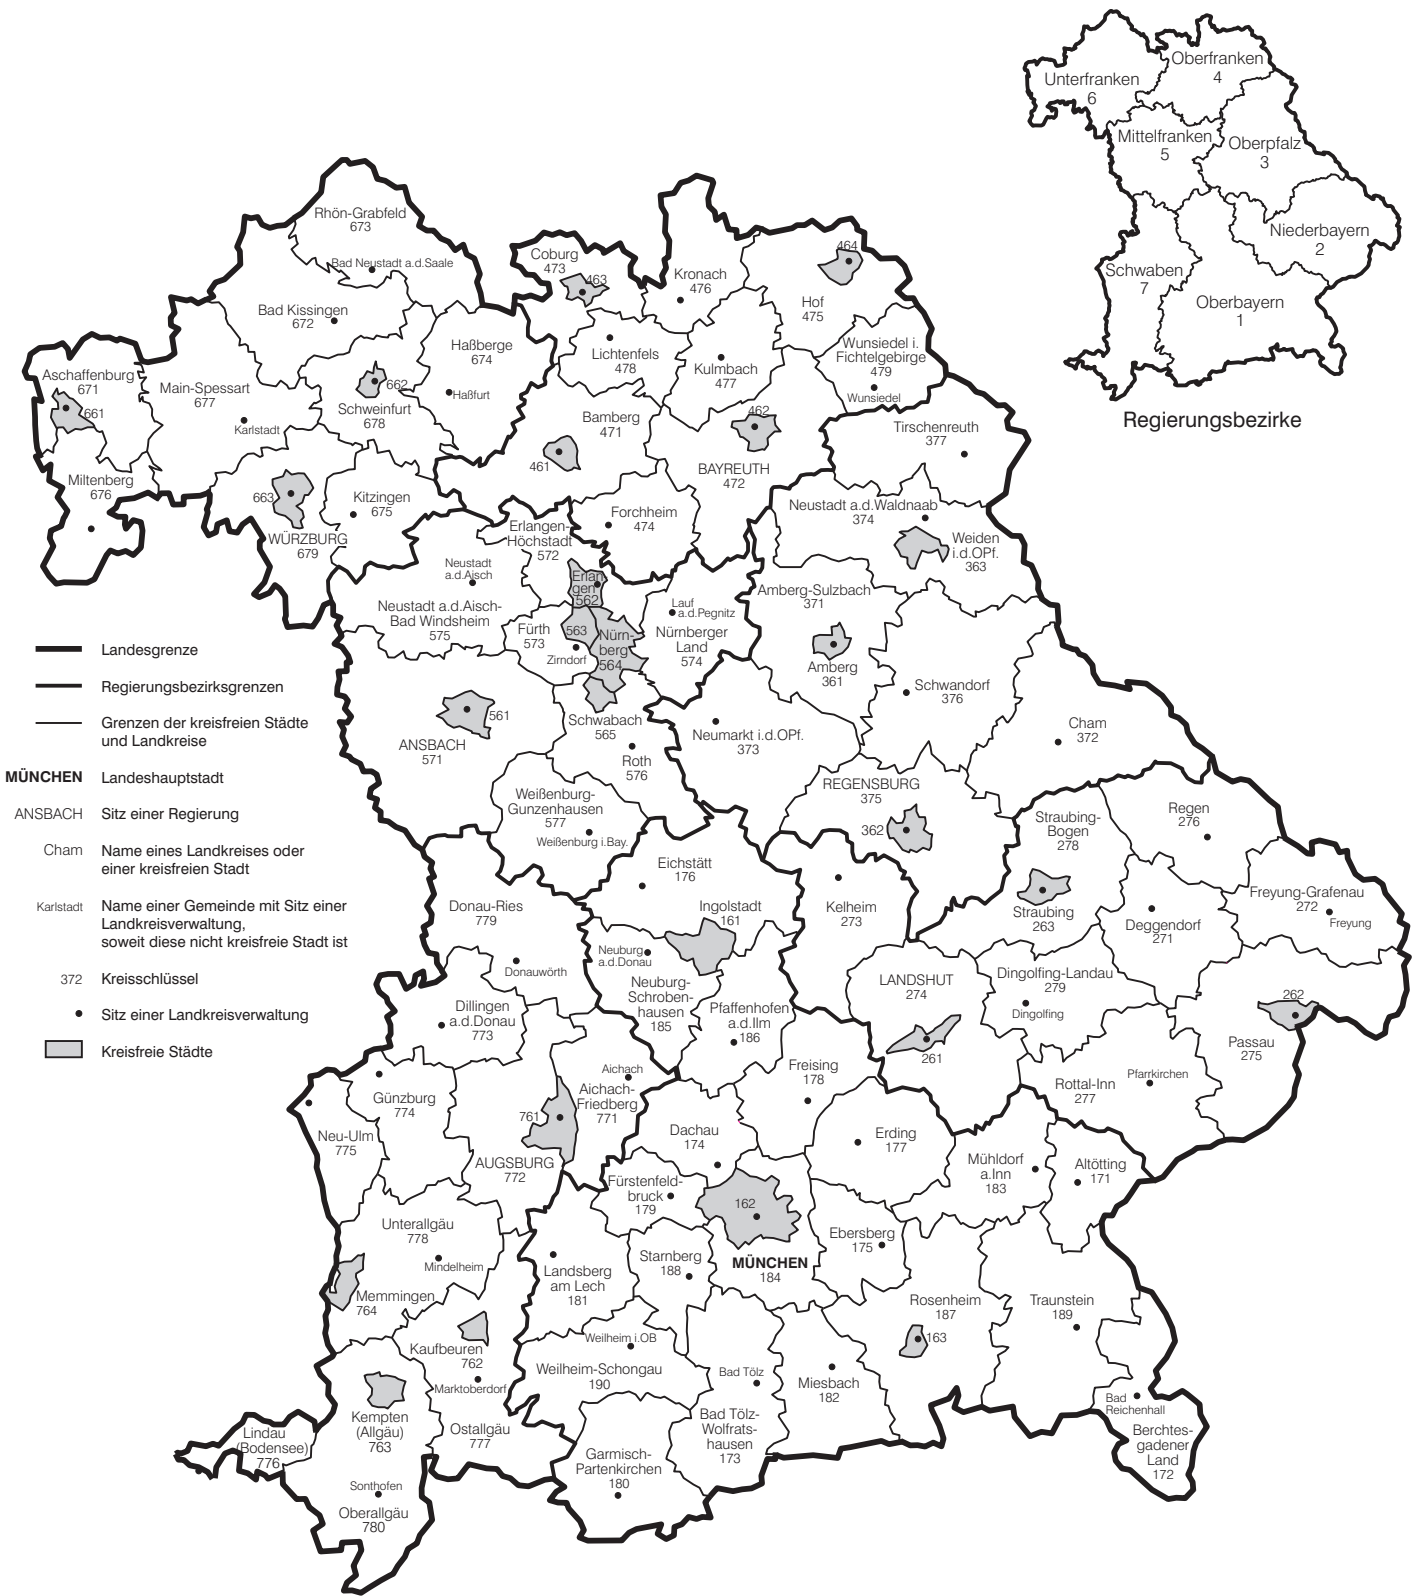 Oberfranken
4
Unterfranken
6
Mittelfranken
5
Oberpfalz
3
Niederbayern
2
Schwaben
7
Oberbayern
1
Regierungsbezirke
Rhön-Grabfeld
673
Bad Neustadt a.d.Saale
Coburg
473
463
Kronach
476
464
Hof
475
Bad Kissingen
672
Haßberge
674
Haßfurt
Lichtenfels
478
Kulmbach
477
Wunsiedel i.
Fichtelgebirge
479
Wunsiedel
Aschaffenburg
671
661
Main-Spessart
677
Karlstadt
662
Schweinfurt
678
Bamberg
471
461
462
BAYREUTH
472
Tirschenreuth
377
Miltenberg
676
663
WÜRZBURG
679
Kitzingen
675
Forchheim
474
Erlangen-
Höchstadt
572
Neustadt a.d.Waldnaab
374
Weiden
i.d.OPf.
363
Neustadt
a.d.Aisch
Neustadt a.d.Aisch-
Bad Windsheim
575
Erlan-
gen
562
Fürth
573
563
Zirndorf
Nürn-
berg
564
Lauf
a.d.Pegnitz
Nürnberger
Land
574
Amberg-Sulzbach
371
Amberg
361
Schwandorf
376
Cham
372
561
ANSBACH
571
Schwabach
565
Roth
576
Neumarkt i.d.OPf.
373
Weißenburg-
Gunzenhausen
577
Weißenburg i.Bay.
REGENSBURG
375
362
Straubing-
Bogen
278
Straubing
263
Regen
276
Landesgrenze
Regierungsbezirksgrenzen
Grenzen der kreisfreien Städte
und Landkreise
MÜNCHEN Landeshauptstadt
ANSBACH Sitz einer Regierung
Cham Name eines Landkreises oder
einer kreisfreien Stadt
Karlstadt Name einer Gemeinde mit Sitz einer
Landkreisverwaltung,
soweit diese nicht kreisfreie Stadt ist
372 Kreisschlüssel
Sitz einer Landkreisverwaltung
Kreisfreie Städte
Eichstätt
176
Ingolstadt
161
Kelheim
273
Deggendorf
271
Freyung-Grafenau
272
Freyung
Donau-Ries
779
Donauwörth
Neuburg
a.d.Donau
Neuburg-
Schroben-
hausen
185
Pfaffenhofen
a.d.Ilm
186
LANDSHUT
274
261
Dingolfing-Landau
279
Dingolfing
262
Passau
275
Rottal-Inn
277
Pfarrkirchen
Dillingen
a.d.Donau
773
Günzburg
774
Neu-Ulm
775
Aichach
Aichach-
Friedberg
771
761
AUGSBURG
772
Freising
178
Dachau
174
Erding
177
Mühldorf
a.Inn
183
Altötting
171
Fürstenfeld-
bruck
179
162
MÜNCHEN
184
Ebersberg
175
Unterallgäu
778
Mindelheim
Memmingen
764
Landsberg
am Lech
181
Starnberg
188
Rosenheim
187
163
Traunstein
189
Kaufbeuren
762
Marktoberdorf
Weilheim i.OB
Weilheim-Schongau
190
Bad Tölz
Bad Tölz-
Wolfrats-
hausen
173
Miesbach
182
Bad
Reichenhall
Berchtes-
gadener
Land
172
Kempten
(Allgäu)
763
Ostallgäu
777
Garmisch-
Partenkirchen
180
Lindau
(Bodensee)
776
Sonthofen
Oberallgäu
780